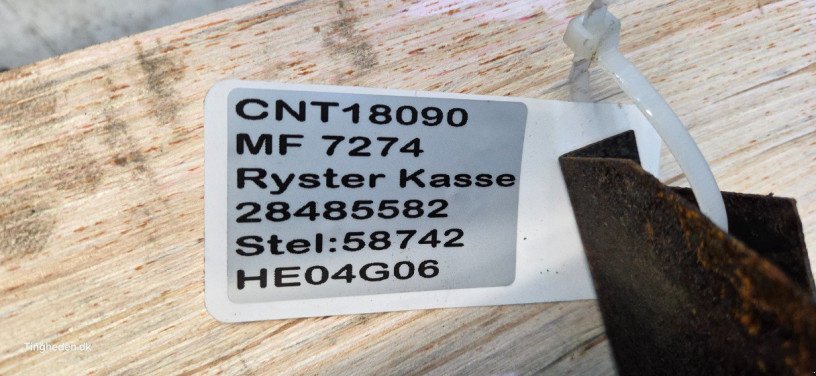 CNT18090
MF 7274
Ryster Kasse
28485582
Stel:58742
HE04G06
Tingheden.dk